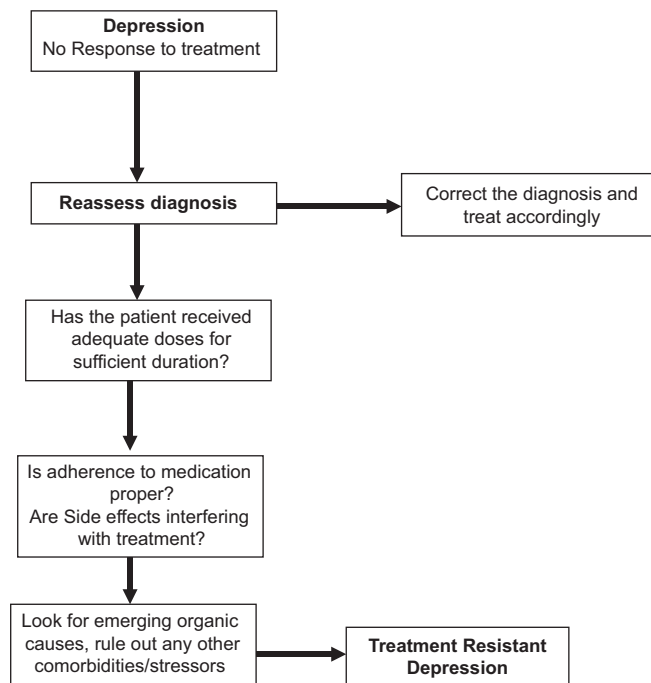 Depression
No Response to treatment
Reassess diagnosis
Correct the diagnosis and
treat accordingly
Has the patient received
adequate doses for
sufficient duration?
Is adherence to medication
proper?
Are Side effects interfering
with treatment?
Look for emerging organic
causes, rule out any other
comorbidities/stressors
Treatment Resistant
Depression